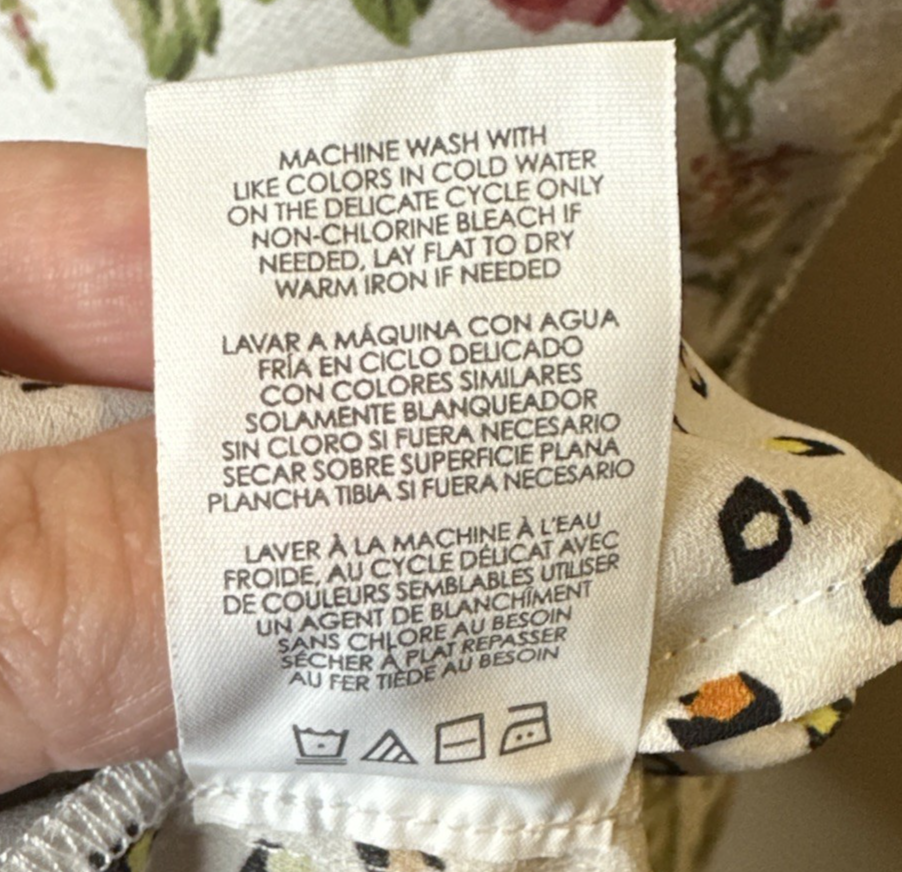 MACHINE WASH WITH
LIKE COLORS IN COLD WATER
ON THE DELICATE CYCLE ONLY
NON-CHLORINE BLEACH IF
NEEDED, LAY FLAT TO DRY
WARM IRON IF NEEDED
LAVAR A MÁQUINA CON AGUA
FRÍA EN CICLO DELICADO
CON COLORES SIMILARES
SOLAMENTE BLANQUEADOR
SIN CLORO SI FUERA NECESARIO
SECAR SOBRE SUPERFICIE PLANA
PLANCHA TIBIA SI FUERA NECESARIO
LAVER À LA MACHINE À L'EAU
FROIDE, AU CYCLE DÉLICAT AVEC
DE COULEURS SEMBLABLES UTILISER
UN AGENT DE BLANCHÎMENT
SANS CHLORE AU BESOIN
SÉCHER À PLAT REPASSER
AU FER TIÈDE AU BESOIN